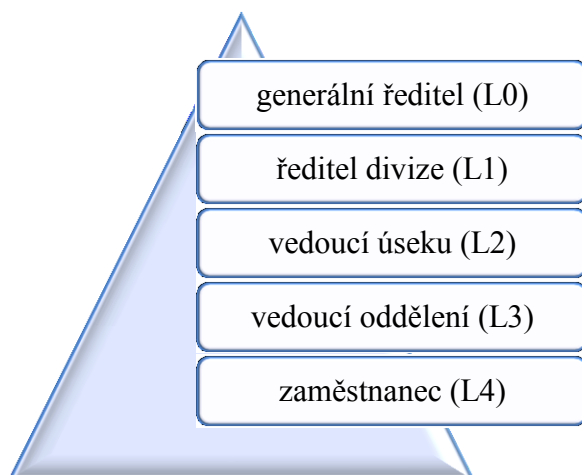 generální ředitel (L0)
ředitel divize (L1)
vedoucí úseku (L2)
vedoucí oddělení (L3)
zaměstnanec (L4)